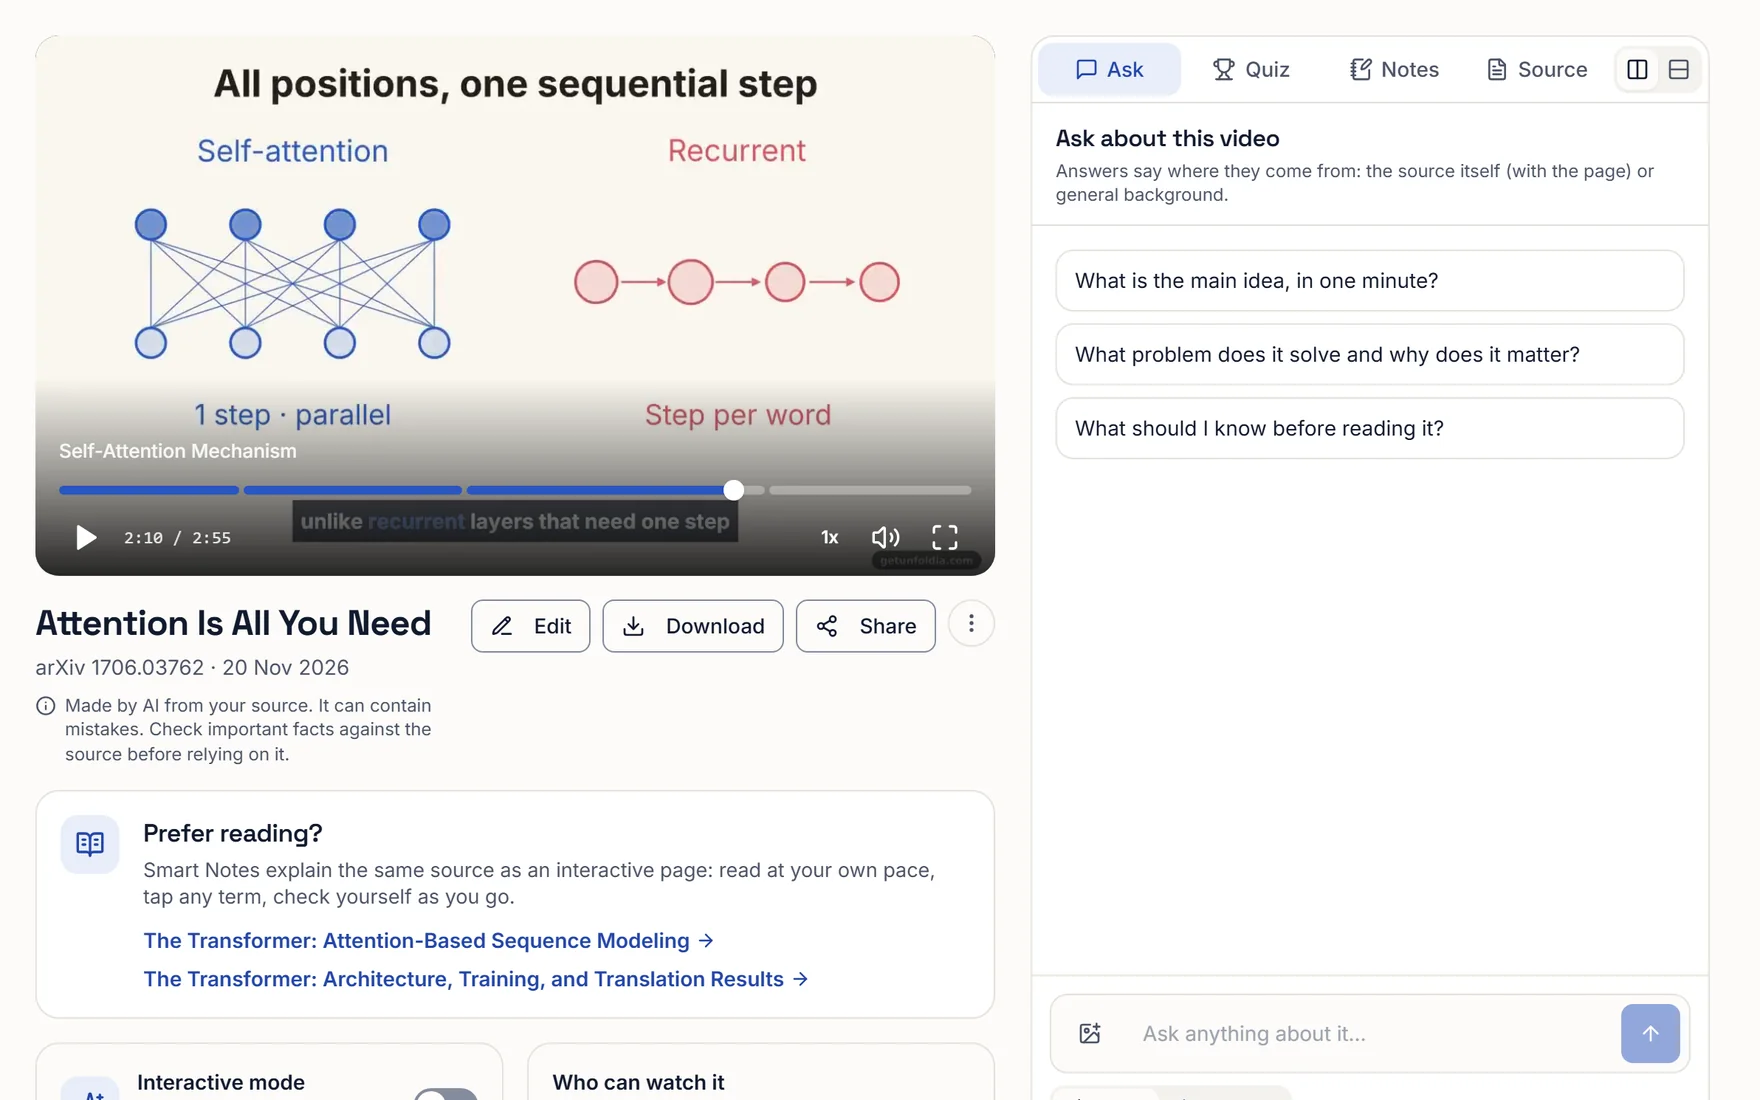 All positions, one sequential step
Self-attention
Recurrent
1 step · parallel
Step per word
Self-Attention Mechanism
unlike recurrent layers that need one step
2:10 / 2:55
1x
getunfoldia.com
Attention Is All You Need
Edit
Download
Share
arXiv 1706.03762 · 20 Nov 2026
Made by AI from your source. It can contain
mistakes. Check important facts against the
source before relying on it.
Prefer reading?
Smart Notes explain the same source as an interactive page: read at your own pace,
tap any term, check yourself as you go.
The Transformer: Attention-Based Sequence Modeling →
The Transformer: Architecture, Training, and Translation Results →
Interactive mode
Who can watch it
Ask
Quiz
Notes
Source
Ask about this video
Answers say where they come from: the source itself (with the page) or
general background.
What is the main idea, in one minute?
What problem does it solve and why does it matter?
What should I know before reading it?
Ask anything about it...